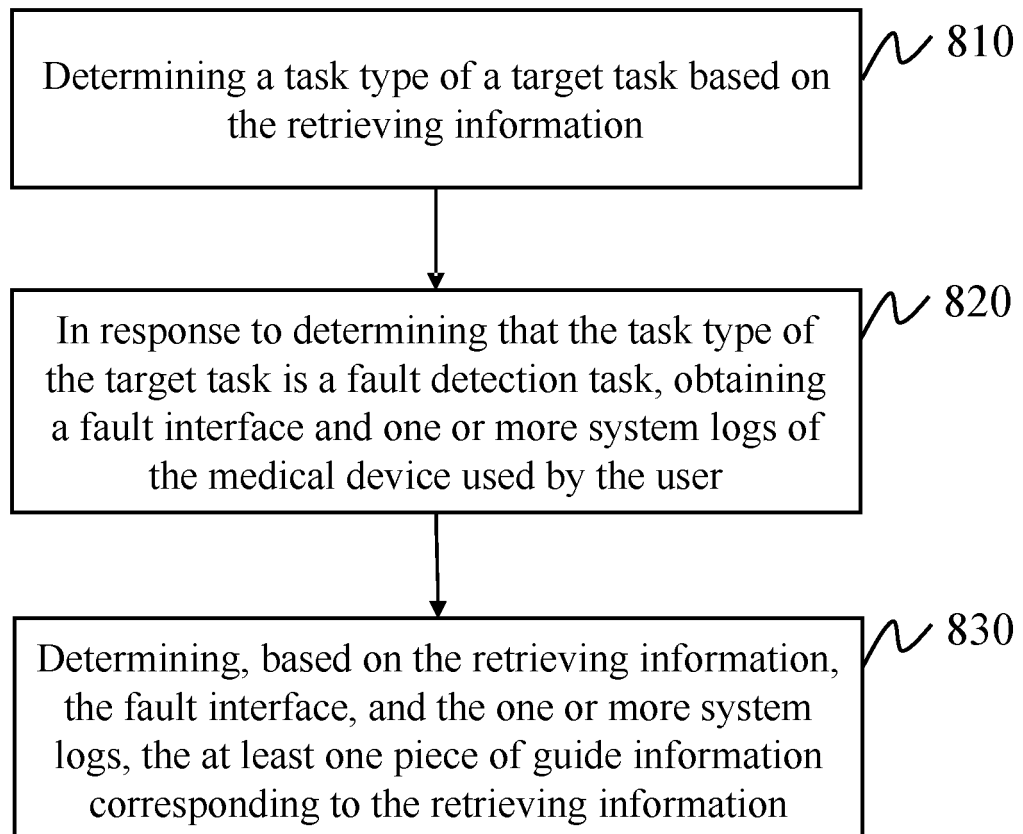 Determining a task type of a target task based on
the retrieving information
810
In response to determining that the task type of
the target task is a fault detection task, obtaining
a fault interface and one or more system logs of
the medical device used by the user
820
Determining, based on the retrieving information,
the fault interface, and the one or more system
logs, the at least one piece of guide information
corresponding to the retrieving information
830